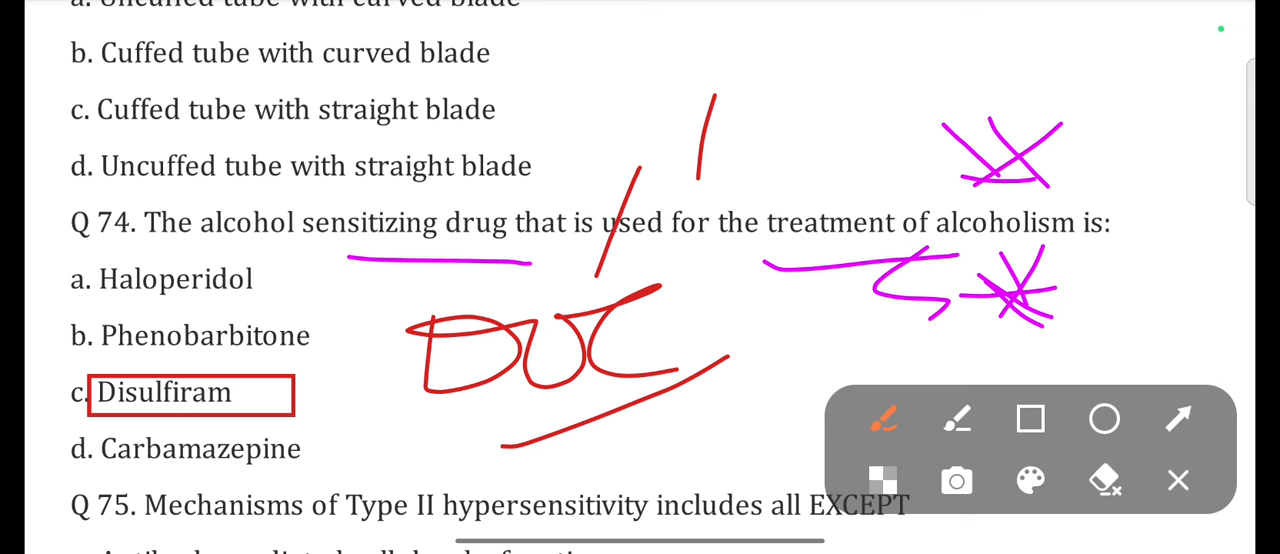 b. Cuffed tube with curved blade
c. Cuffed tube with straight blade
d. Uncuffed tube with straight blade
Q 74. The alcohol sensitizing drug that is used for the treatment of alcoholism is:
a. Haloperidol
b. Phenobarbitone
DOC
c. Disulfiram
d. Carbamazepine
Q 75. Mechanisms of Type II hypersensitivity includes all EXCEPT